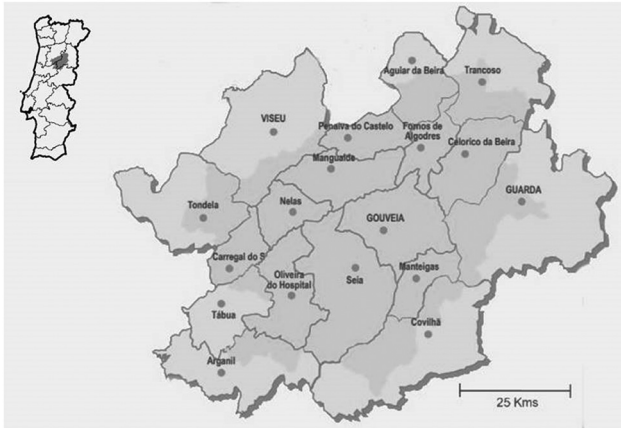 Aguiar da Beira
Trancoso
VISEU
Penalva do Castelo
Fornos de
Algodres
Celorico da Beira
Mangualde
GUARDA
Tondela
Nelas
GOUVEIA
Carregal do S
Oliveira
do Hospital
Seia
Manteigas
Tábua
Covilhã
Arganil
25 Kms